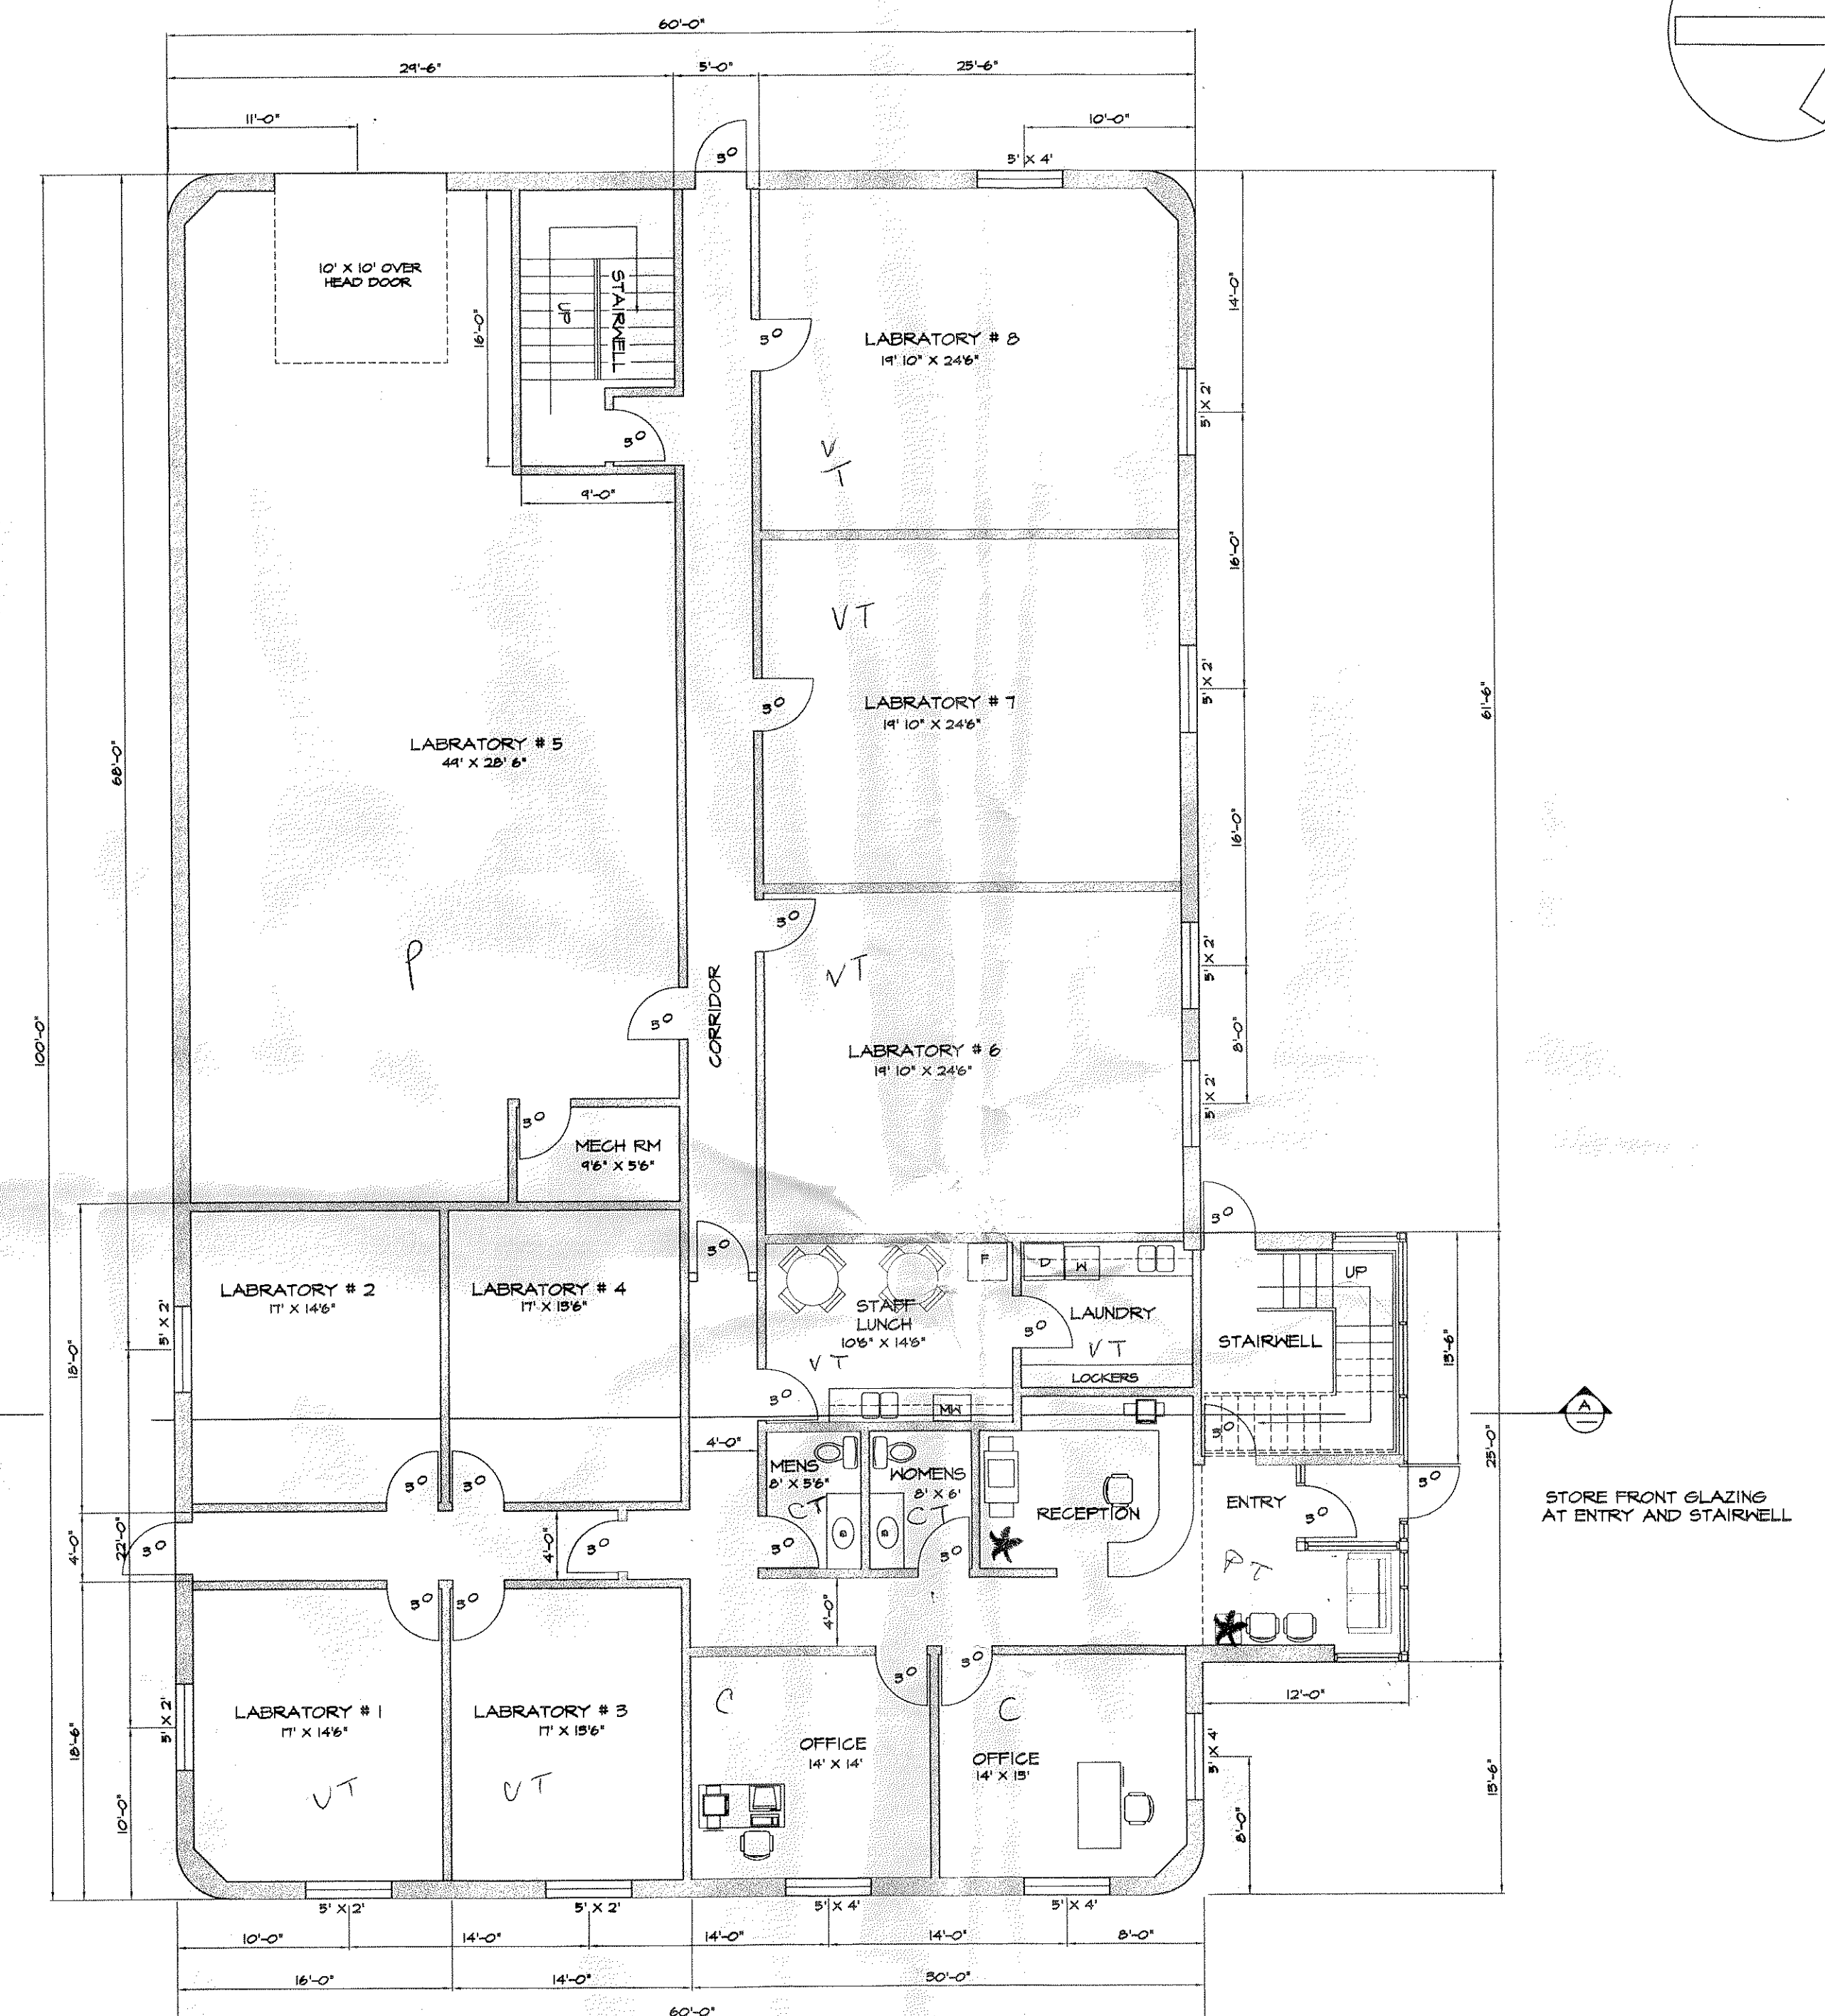 60'-0"
29'-6"
5'-0"
25'-6"
11'-0"
10'-0"
3⁰
5' X 4'
10' X 10' OVER
HEAD DOOR
16'-0"
STAIRWELL
UP
3⁰
9'-0"
3⁰
LABRATORY # 8
19' 10" X 24'6"
V
T
14'-0"
5' X 2'
16'-0"
VT
3⁰
LABRATORY # 7
19' 10" X 24'6"
5' X 2'
61'-6"
LABRATORY # 5
49' X 28' 6"
68'-0"
16'-0"
3⁰
P
VT
CORRIDOR
5' X 2'
3⁰
8'-0"
100'-0"
LABRATORY # 6
19' 10" X 24'6"
5' X 2'
3⁰
MECH RM
9'6" X 5'6"
3⁰
3⁰
LABRATORY # 2
17' X 14'6"
LABRATORY # 4
17' X 13'6"
5' X 2'
18'-0"
F
D
W
STAFF
LUNCH
10'6" X 14'6"
VT
3⁰
LAUNDRY
VT
LOCKERS
UP
STAIRWELL
13'-6"
3⁰
MW
A
25'-0"
4'-0"
3⁰
3⁰
3⁰
MENS
8' X 5'6"
CT
WOMENS
8' X 6'
CT
RECEPTION
ENTRY
3⁰
3⁰
STORE FRONT GLAZING
AT ENTRY AND STAIRWELL
4'-0"
22'-0"
3⁰
4'-0"
3⁰
3⁰
3⁰
3⁰
3⁰
4'-0"
3⁰
3⁰
12'-0"
18'-6"
5' X 2'
LABRATORY # 1
17' X 14'6"
VT
LABRATORY # 3
17' X 13'6"
VT
C
OFFICE
14' X 14'
C
OFFICE
14' X 15'
5' X 4'
8'-0"
13'-6"
10'-0"
5' X 2'
5' X 2'
5' X 4'
5' X 4'
10'-0"
14'-0"
14'-0"
14'-0"
8'-0"
16'-0"
14'-0"
30'-0"
60'-0"